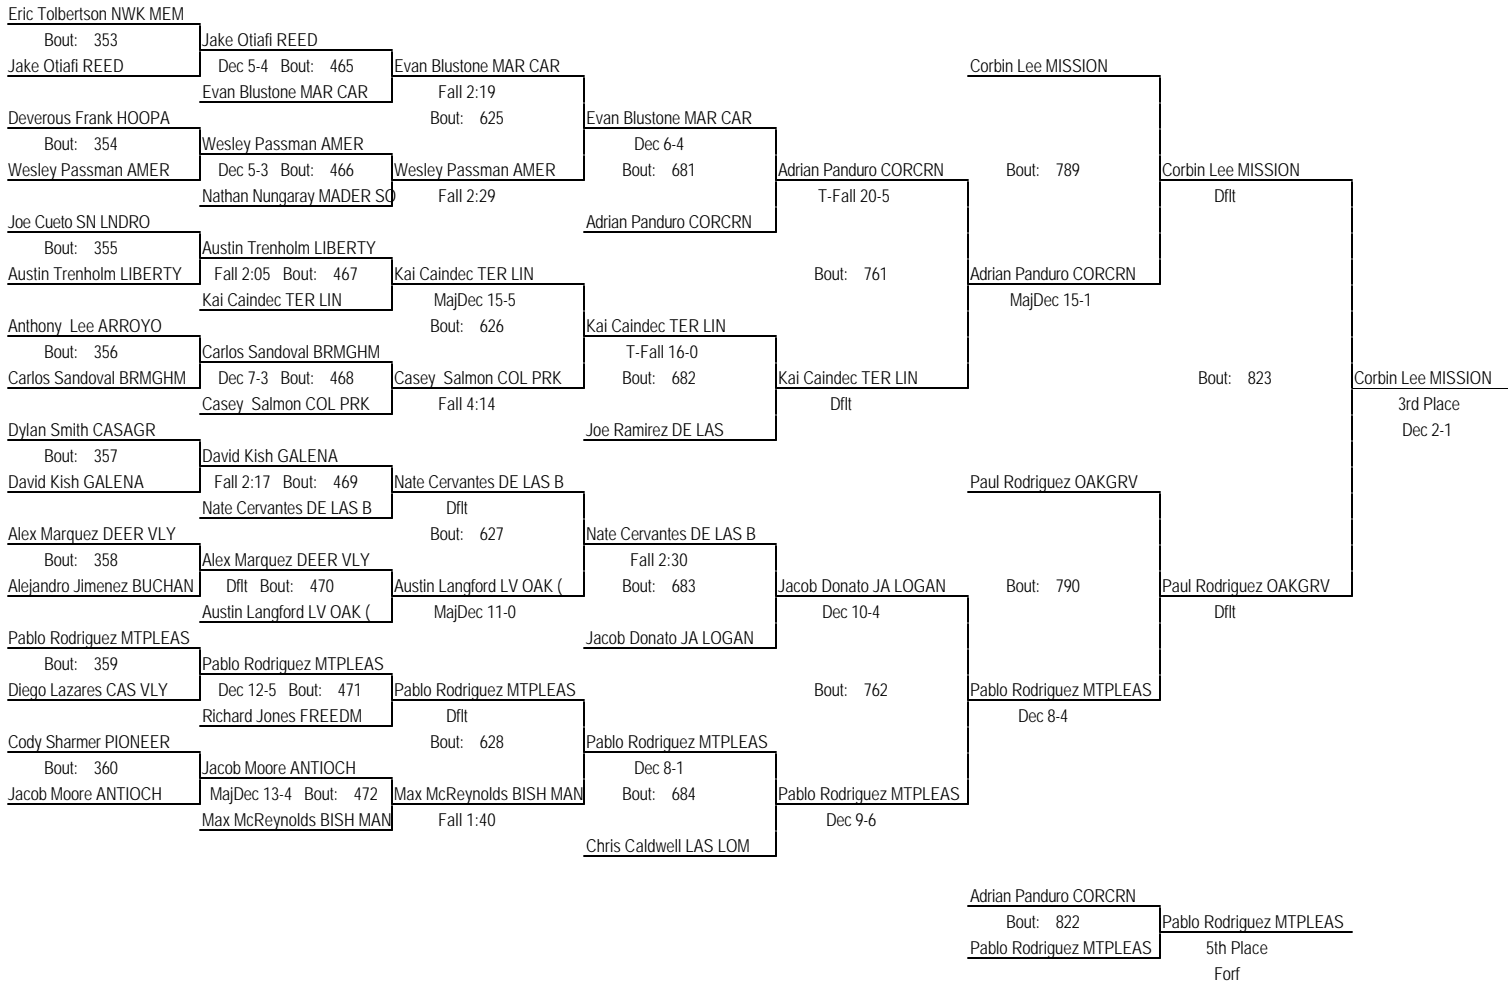 Eric Tolbertson NWK MEM
Bout: 353
Jake Otiafi REED
Jake Otiafi REED
Dec 5-4 Bout: 465
Evan Blustone MAR CAR
Evan Blustone MAR CAR
Fall 2:19
Bout: 625
Deverous Frank HOOPA
Bout: 354
Wesley Passman AMER
Wesley Passman AMER
Dec 5-3 Bout: 466
Nathan Nungaray MADER SO
Wesley Passman AMER
Fall 2:29
Evan Blustone MAR CAR
Dec 6-4
Bout: 681
Adrian Panduro CORCRN
Adrian Panduro CORCRN
T-Fall 20-5
Joe Cueto SN LNDRO
Bout: 355
Austin Trenholm LIBERTY
Austin Trenholm LIBERTY
Fall 2:05 Bout: 467
Kai Caindec TER LIN
Kai Caindec TER LIN
MajDec 15-5
Bout: 626
Anthony Lee ARROYO
Bout: 356
Carlos Sandoval BRMGHM
Carlos Sandoval BRMGHM
Dec 7-3 Bout: 468
Casey Salmon COL PRK
Casey Salmon COL PRK
Fall 4:14
Kai Caindec TER LIN
T-Fall 16-0
Bout: 682
Joe Ramirez DE LAS
Kai Caindec TER LIN
Dflt
Bout: 761
Corbin Lee MISSION
Bout: 789
Adrian Panduro CORCRN
MajDec 15-1
Corbin Lee MISSION
Dflt
Dylan Smith CASAGR
Bout: 357
David Kish GALENA
David Kish GALENA
Fall 2:17 Bout: 469
Nate Cervantes DE LAS B
Nate Cervantes DE LAS B
Dflt
Bout: 627
Alex Marquez DEER VLY
Bout: 358
Alejandro Jimenez BUCHAN
Alex Marquez DEER VLY
Dflt Bout: 470
Austin Langford LV OAK (
Austin Langford LV OAK (
MajDec 11-0
Nate Cervantes DE LAS B
Fall 2:30
Bout: 683
Jacob Donato JA LOGAN
Jacob Donato JA LOGAN
Dec 10-4
Pablo Rodriguez MTPLEAS
Bout: 359
Diego Lazares CAS VLY
Pablo Rodriguez MTPLEAS
Dec 12-5 Bout: 471
Richard Jones FREEDM
Pablo Rodriguez MTPLEAS
Dflt
Bout: 628
Cody Sharmer PIONEER
Bout: 360
Jacob Moore ANTIOCH
Jacob Moore ANTIOCH
MajDec 13-4 Bout: 472
Max McReynolds BISH MAN
Max McReynolds BISH MAN
Fall 1:40
Pablo Rodriguez MTPLEAS
Dec 8-1
Bout: 684
Chris Caldwell LAS LOM
Pablo Rodriguez MTPLEAS
Dec 9-6
Bout: 762
Paul Rodriguez OAKGRV
Bout: 790
Pablo Rodriguez MTPLEAS
Dec 8-4
Paul Rodriguez OAKGRV
Dflt
Bout: 823
Corbin Lee MISSION
3rd Place
Dec 2-1
Adrian Panduro CORCRN
Bout: 822
Pablo Rodriguez MTPLEAS
Pablo Rodriguez MTPLEAS
5th Place
Forf